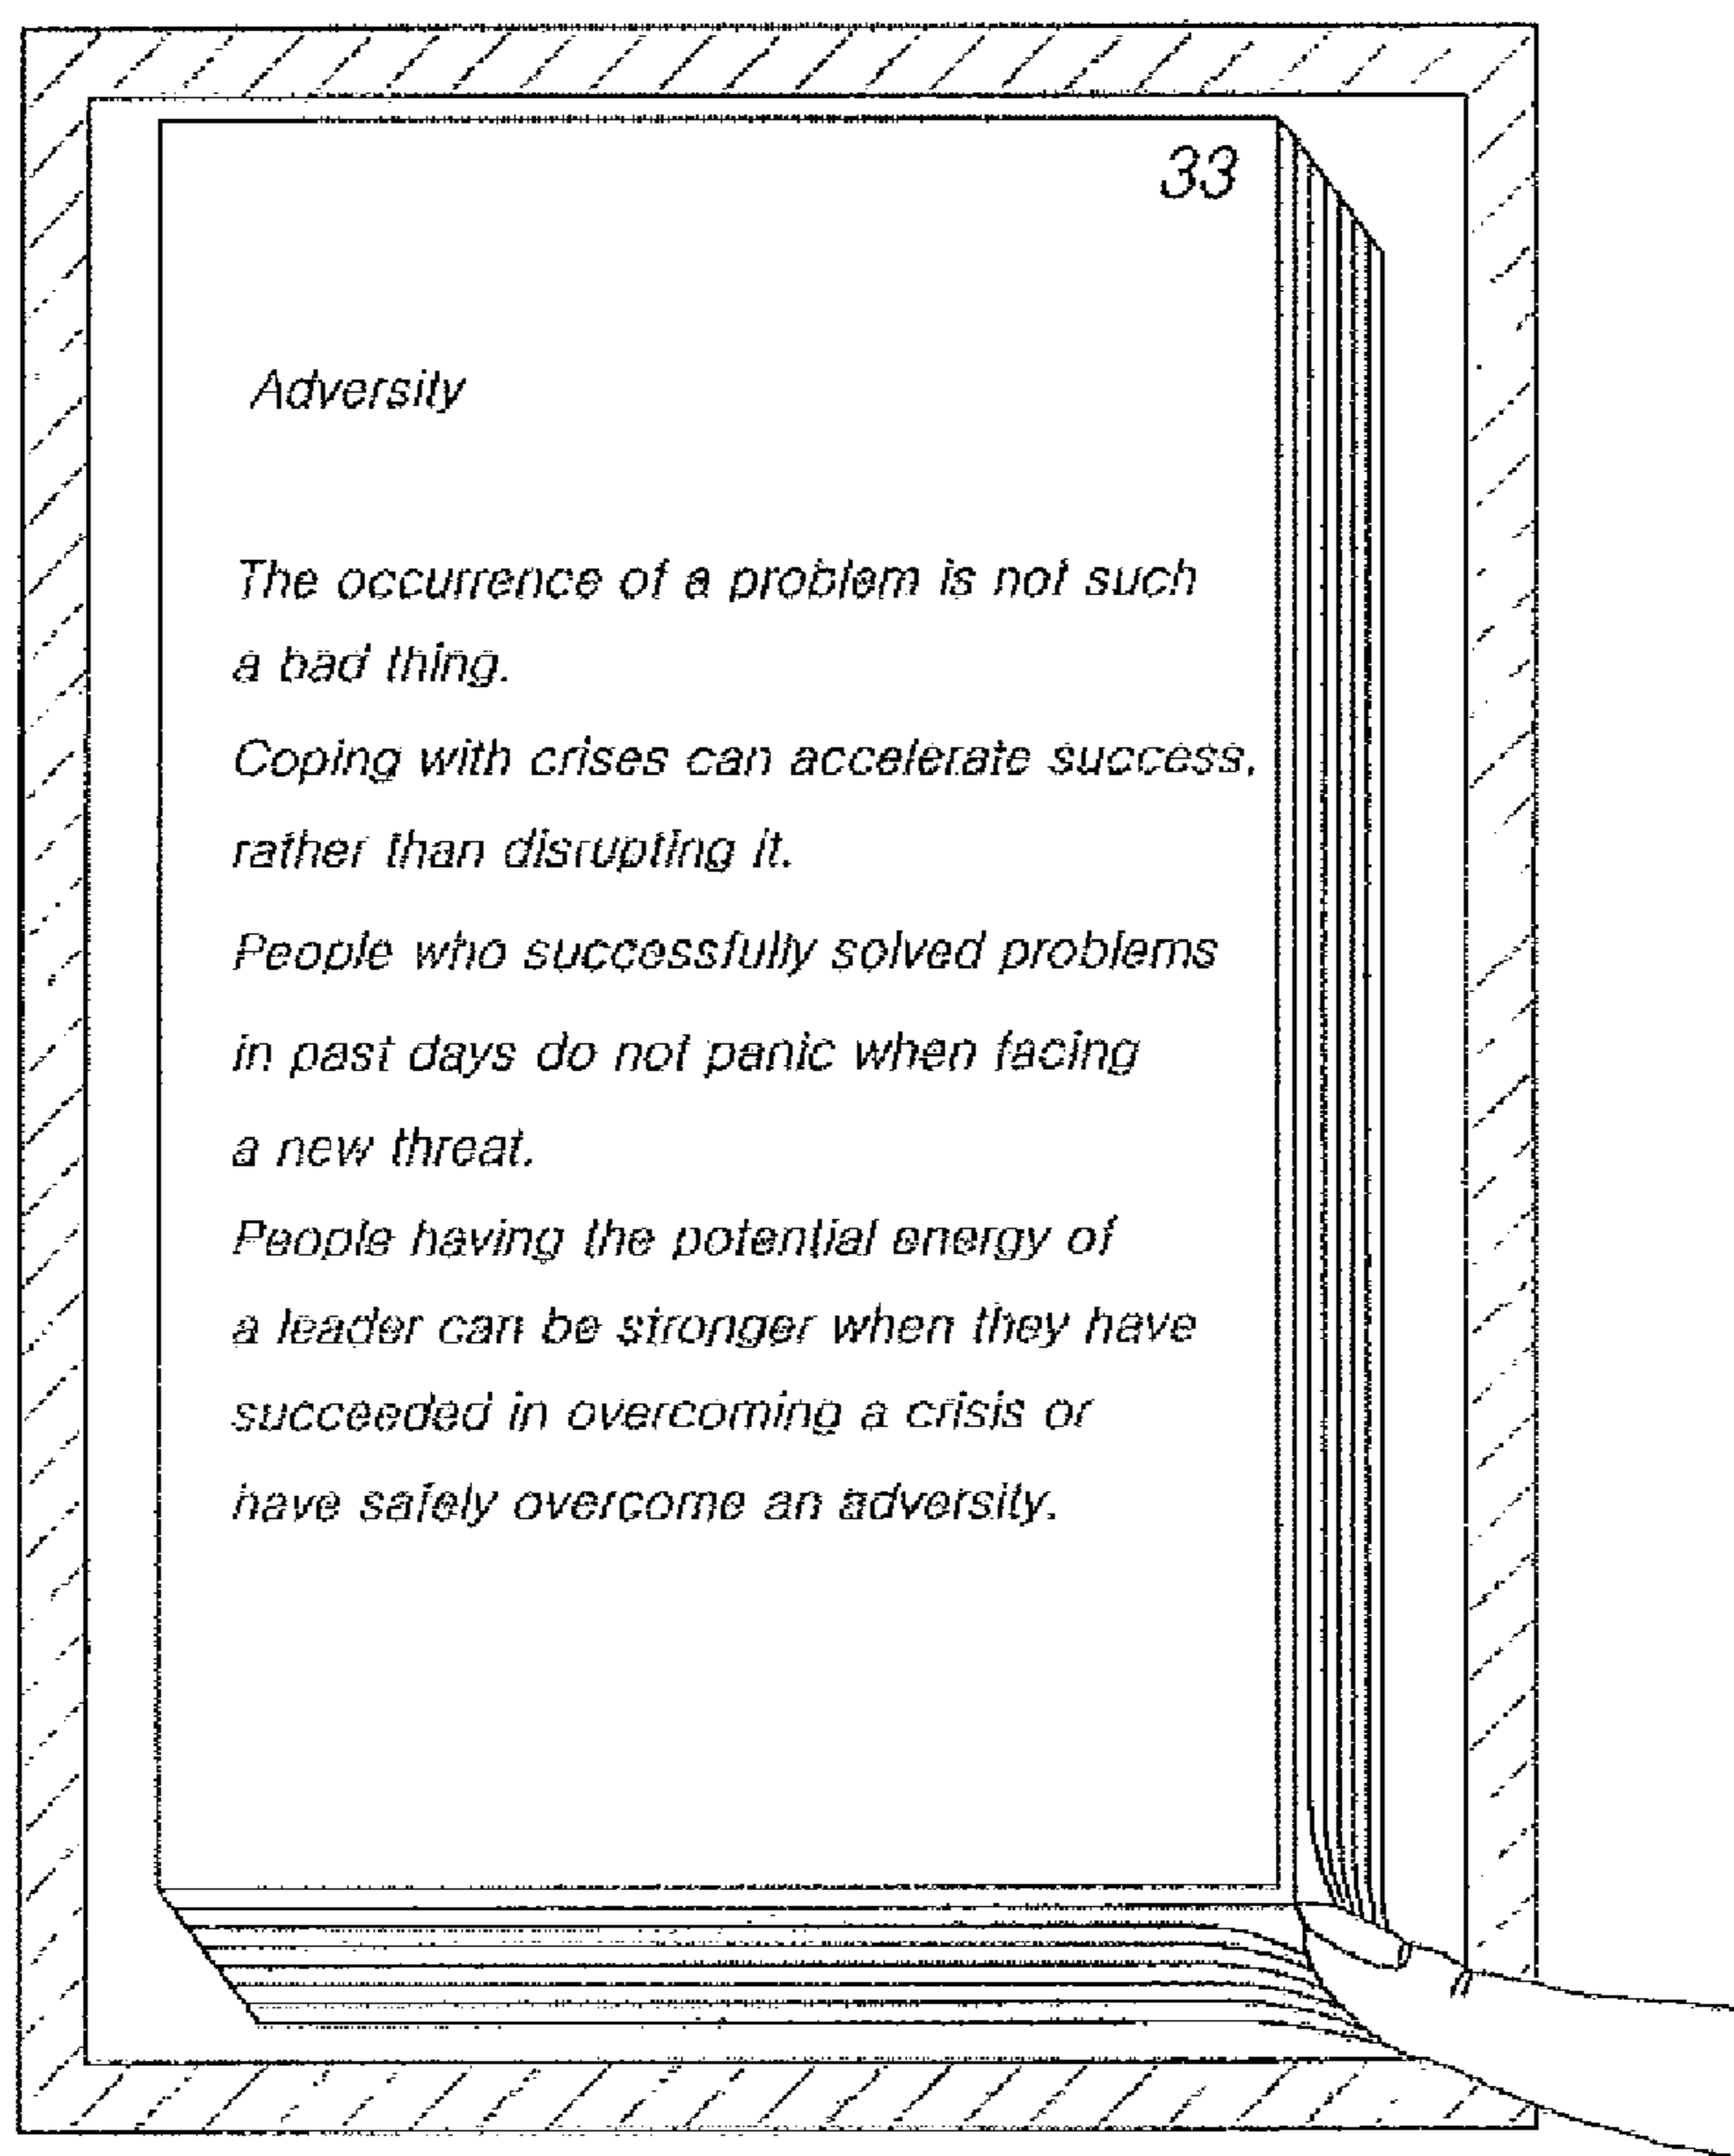 33
Adversity
The occurrence of a problem is not such
a bad thing.
Coping with crises can accelerate success,
rather than disrupting it.
People who successfully solved problems
in past days do not panic when facing
a new threat.
People having the potential energy of
a leader can be stronger when they have
succeeded in overcoming a crisis or
have safely overcome an adversity.